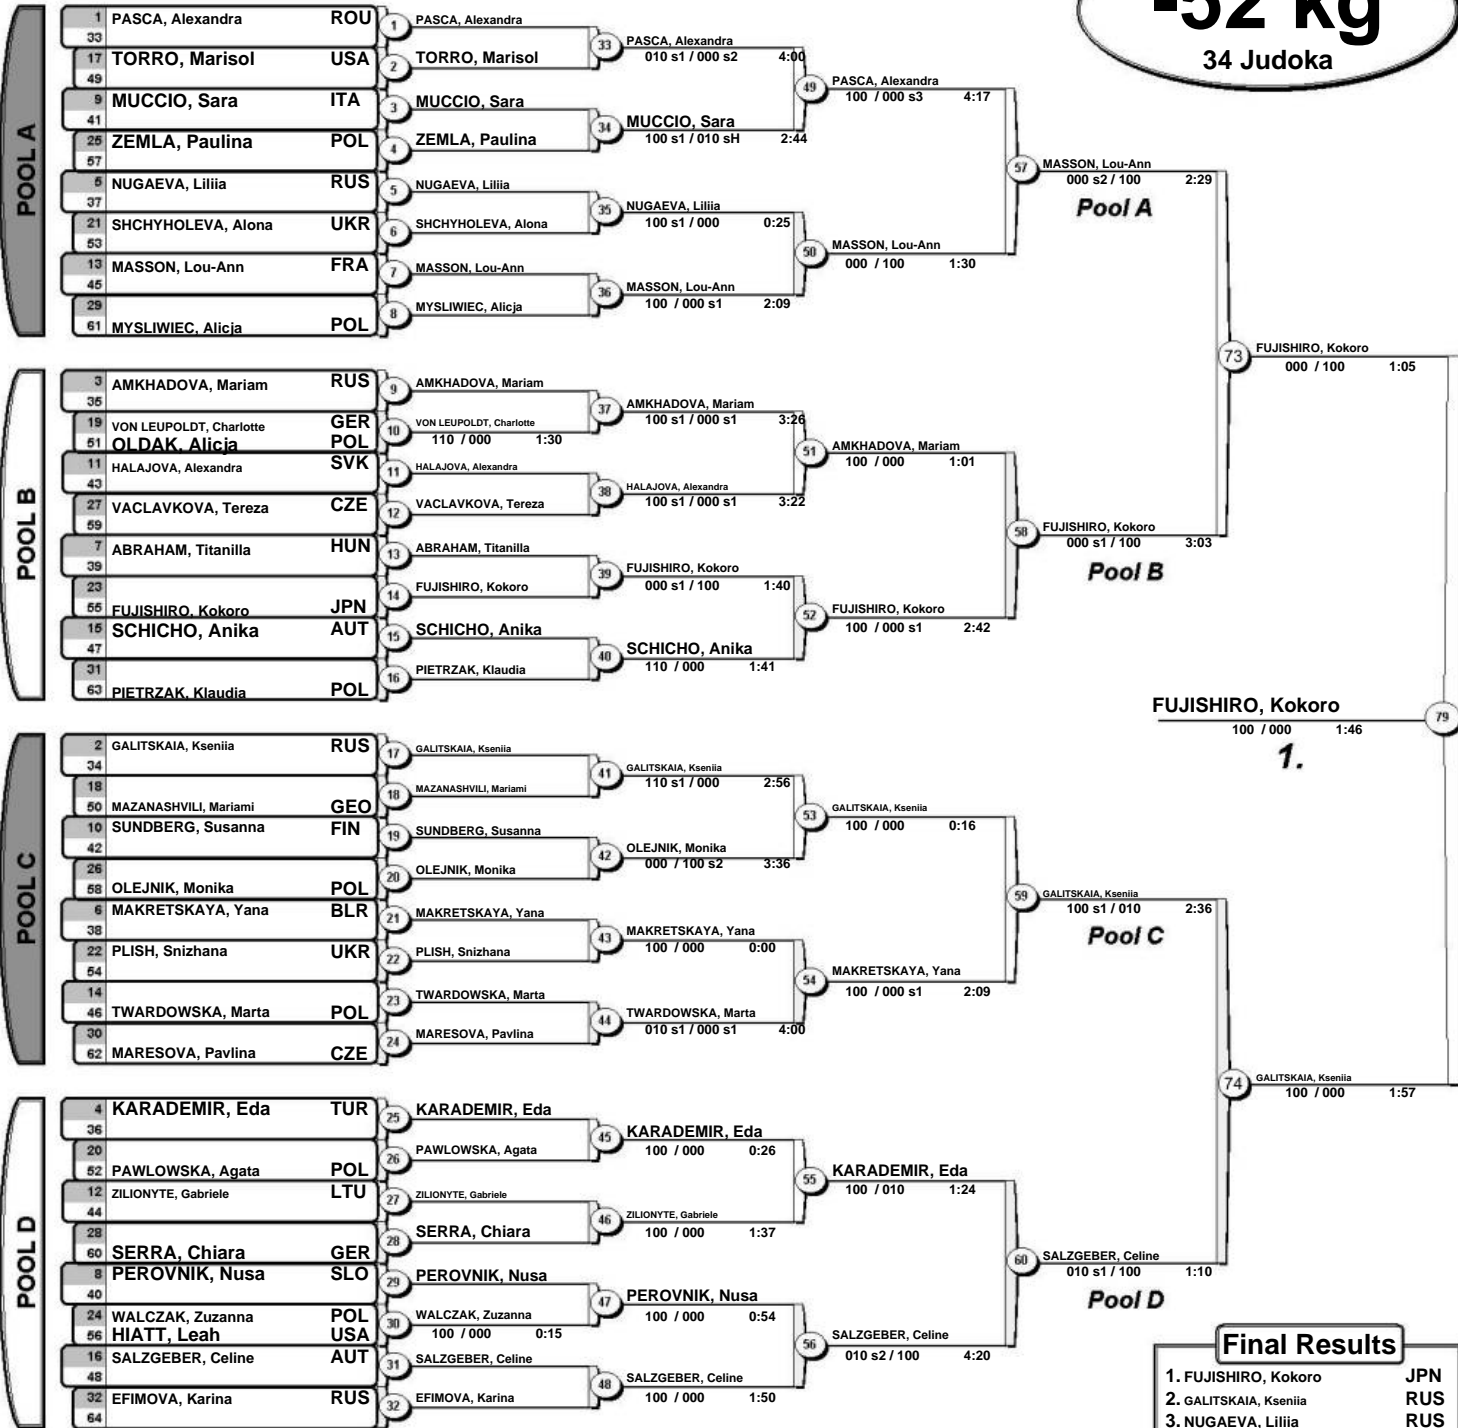 -52 kg
34 Judoka
POOL A
1 PASCA, Alexandra ROU
33
17 TORRO, Marisol USA
49
9 MUCCIO, Sara ITA
41
25 ZEMLA, Paulina POL
57
5 NUGAEVA, Liliia RUS
37
21 SHCHYHOLEVA, Alona UKR
53
13 MASSON, Lou-Ann FRA
45
29
61 MYSLIWIEC, Alicja POL
1 PASCA, Alexandra
2 TORRO, Marisol
3 MUCCIO, Sara
4 ZEMLA, Paulina
5 NUGAEVA, Liliia
6 SHCHYHOLEVA, Alona
7 MASSON, Lou-Ann
8 MYSLIWIEC, Alicja
33 PASCA, Alexandra
010 s1 / 000 s2 4:00
34 MUCCIO, Sara
100 s1 / 010 sH 2:44
35 NUGAEVA, Liliia
100 s1 / 000 0:25
36 MASSON, Lou-Ann
100 / 000 s1 2:09
49 PASCA, Alexandra
100 / 000 s3 4:17
50 MASSON, Lou-Ann
000 / 100 1:30
57 MASSON, Lou-Ann
000 s2 / 100 2:29
Pool A
POOL B
3 AMKHADOVA, Mariam RUS
35
19 VON LEUPOLDT, Charlotte GER
51 OLDAK, Alicja POL
11 HALAJOVA, Alexandra SVK
43
27 VACLAVKOVA, Tereza CZE
59
7 ABRAHAM, Titanilla HUN
39
23
55 FUJISHIRO, Kokoro JPN
15 SCHICHO, Anika AUT
47
31
63 PIETRZAK, Klaudia POL
9 AMKHADOVA, Mariam
10 VON LEUPOLDT, Charlotte
110 / 000 1:30
11 HALAJOVA, Alexandra
12 VACLAVKOVA, Tereza
13 ABRAHAM, Titanilla
14 FUJISHIRO, Kokoro
15 SCHICHO, Anika
16 PIETRZAK, Klaudia
37 AMKHADOVA, Mariam
100 s1 / 000 s1 3:26
38 HALAJOVA, Alexandra
100 s1 / 000 s1 3:22
39 FUJISHIRO, Kokoro
000 s1 / 100 1:40
40 SCHICHO, Anika
110 / 000 1:41
51 AMKHADOVA, Mariam
100 / 000 1:01
52 FUJISHIRO, Kokoro
100 / 000 s1 2:42
58 FUJISHIRO, Kokoro
000 s1 / 100 3:03
Pool B
73 FUJISHIRO, Kokoro
000 / 100 1:05
FUJISHIRO, Kokoro 79
100 / 000 1:46
1.
POOL C
2 GALITSKAIA, Kseniia RUS
34
18
50 MAZANASHVILI, Mariami GEO
10 SUNDBERG, Susanna FIN
42
26
58 OLEJNIK, Monika POL
6 MAKRETSKAYA, Yana BLR
38
22 PLISH, Snizhana UKR
54
14
46 TWARDOWSKA, Marta POL
30
62 MARESOVA, Pavlina CZE
17 GALITSKAIA, Kseniia
18 MAZANASHVILI, Mariami
19 SUNDBERG, Susanna
20 OLEJNIK, Monika
21 MAKRETSKAYA, Yana
22 PLISH, Snizhana
23 TWARDOWSKA, Marta
24 MARESOVA, Pavlina
41 GALITSKAIA, Kseniia
110 s1 / 000 2:56
42 OLEJNIK, Monika
000 / 100 s2 3:36
43 MAKRETSKAYA, Yana
100 / 000 0:00
44 TWARDOWSKA, Marta
010 s1 / 000 s1 4:00
53 GALITSKAIA, Kseniia
100 / 000 0:16
54 MAKRETSKAYA, Yana
100 / 000 s1 2:09
59 GALITSKAIA, Kseniia
100 s1 / 010 2:36
Pool C
74 GALITSKAIA, Kseniia
100 / 000 1:57
POOL D
4 KARADEMIR, Eda TUR
36
20
52 PAWLOWSKA, Agata POL
12 ZILIONYTE, Gabriele LTU
44
28
60 SERRA, Chiara GER
8 PEROVNIK, Nusa SLO
40
24 WALCZAK, Zuzanna POL
56 HIATT, Leah USA
16 SALZGEBER, Celine AUT
48
32 EFIMOVA, Karina RUS
64
25 KARADEMIR, Eda
26 PAWLOWSKA, Agata
27 ZILIONYTE, Gabriele
28 SERRA, Chiara
29 PEROVNIK, Nusa
30 WALCZAK, Zuzanna
100 / 000 0:15
31 SALZGEBER, Celine
32 EFIMOVA, Karina
45 KARADEMIR, Eda
100 / 000 0:26
46 ZILIONYTE, Gabriele
100 / 000 1:37
47 PEROVNIK, Nusa
100 / 000 0:54
48 SALZGEBER, Celine
100 / 000 1:50
55 KARADEMIR, Eda
100 / 010 1:24
56 SALZGEBER, Celine
010 s2 / 100 4:20
60 SALZGEBER, Celine
010 s1 / 100 1:10
Pool D
Final Results
1. FUJISHIRO, Kokoro JPN
2. GALITSKAIA, Kseniia RUS
3. NUGAEVA, Liliia RUS